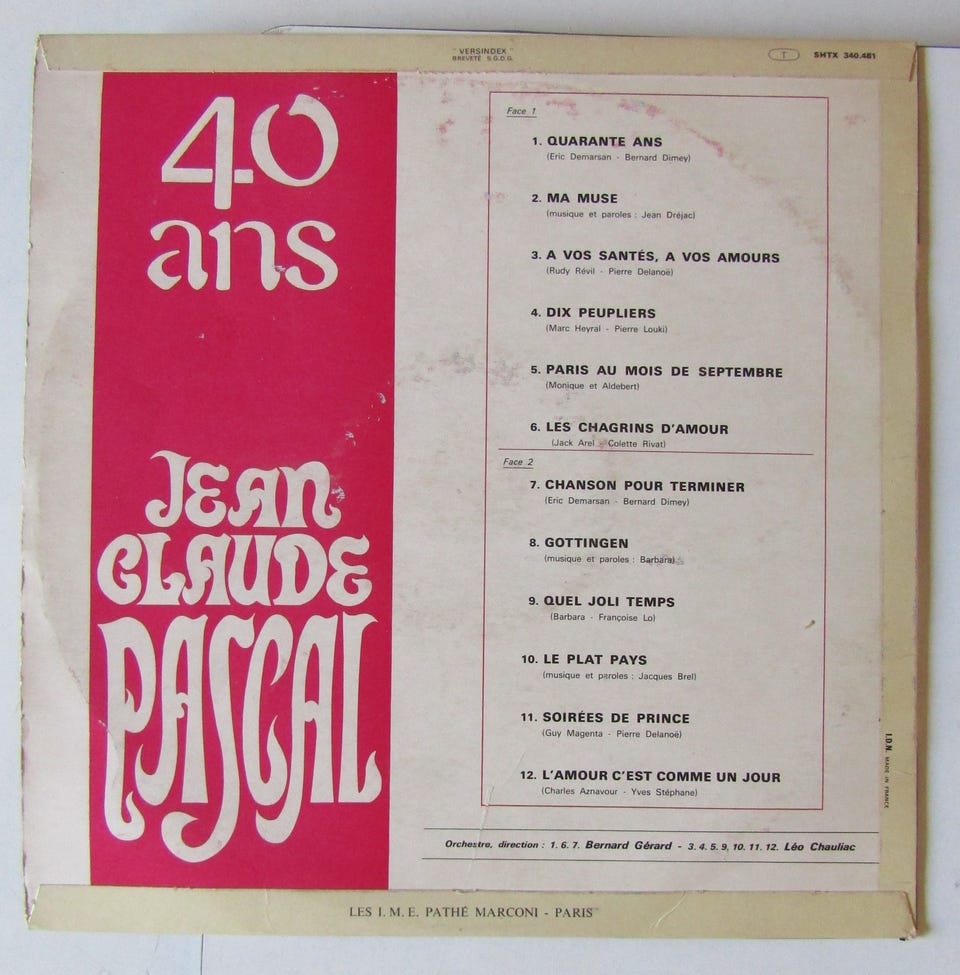 " VERSINDEX "
BREVETÉ S.G.D.G.
T
SHTX 340.481
40
ans
JEAN
CLAUDE
PASCAL
Face 1
1. QUARANTE ANS
(Eric Demarsan - Bernard Dimey)
2. MA MUSE
(musique et paroles : Jean Dréjac)
3. A VOS SANTÉS, A VOS AMOURS
(Rudy Révil - Pierre Delanoë)
4. DIX PEUPLIERS
(Marc Heyral - Pierre Louki)
5. PARIS AU MOIS DE SEPTEMBRE
(Monique et Aldebert)
6. LES CHAGRINS D'AMOUR
(Jack Arel - Colette Rivat)
Face 2
7. CHANSON POUR TERMINER
(Eric Demarsan - Bernard Dimey)
8. GOTTINGEN
(musique et paroles : Barbara)
9. QUEL JOLI TEMPS
(Barbara - Françoise Lo)
10. LE PLAT PAYS
(musique et paroles : Jacques Brel)
11. SOIRÉES DE PRINCE
(Guy Magenta - Pierre Delanoë)
12. L'AMOUR C'EST COMME UN JOUR
(Charles Aznavour - Yves Stéphane)
Orchestre, direction : 1. 6. 7. Bernard Gérard - 3. 4. 5. 9, 10. 11. 12. Léo Chauliac
I.D.N. MADE IN FRANCE
LES I. M. E. PATHÉ MARCONI - PARIS